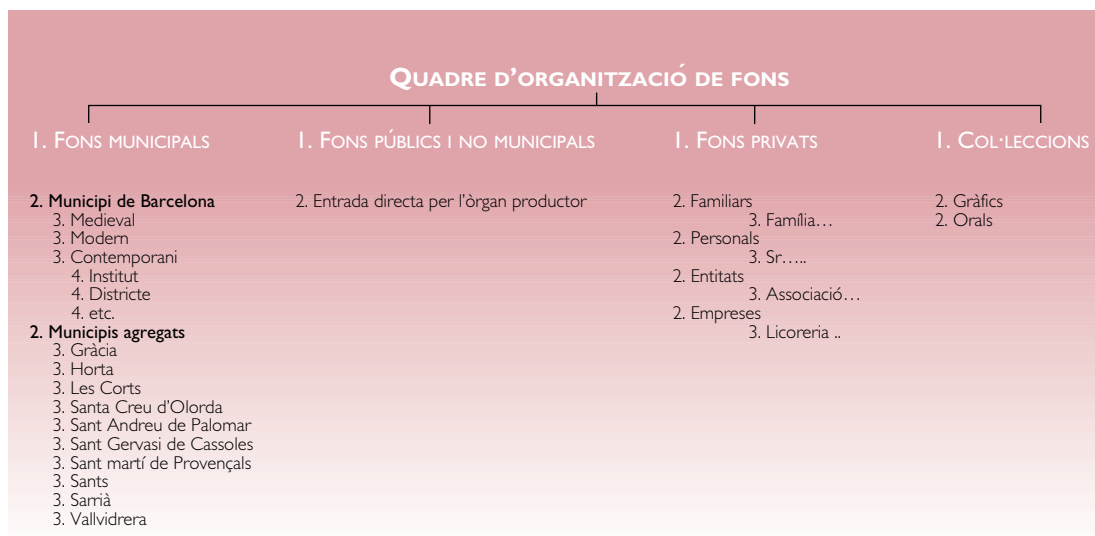 QUADRE D'ORGANITZACIÓ DE FONS
1. FONS MUNICIPALS
2. Municipi de Barcelona
3. Medieval
3. Modern
3. Contemporani
4. Institut
4. Districte
4. etc.
2. Municipis agregats
3. Gràcia
3. Horta
3. Les Corts
3. Santa Creu d'Olorda
3. Sant Andreu de Palomar
3. Sant Gervasi de Cassoles
3. Sant martí de Provençals
3. Sants
3. Sarrià
3. Vallvidrera
1. FONS PÚBLICS I NO MUNICIPALS
2. Entrada directa per l'òrgan productor
1. FONS PRIVATS
2. Familiars
3. Família…
2. Personals
3. Sr…..
2. Entitats
3. Associació…
2. Empreses
3. Licoreria ..
1. COL·LECCIONS
2. Gràfics
2. Orals